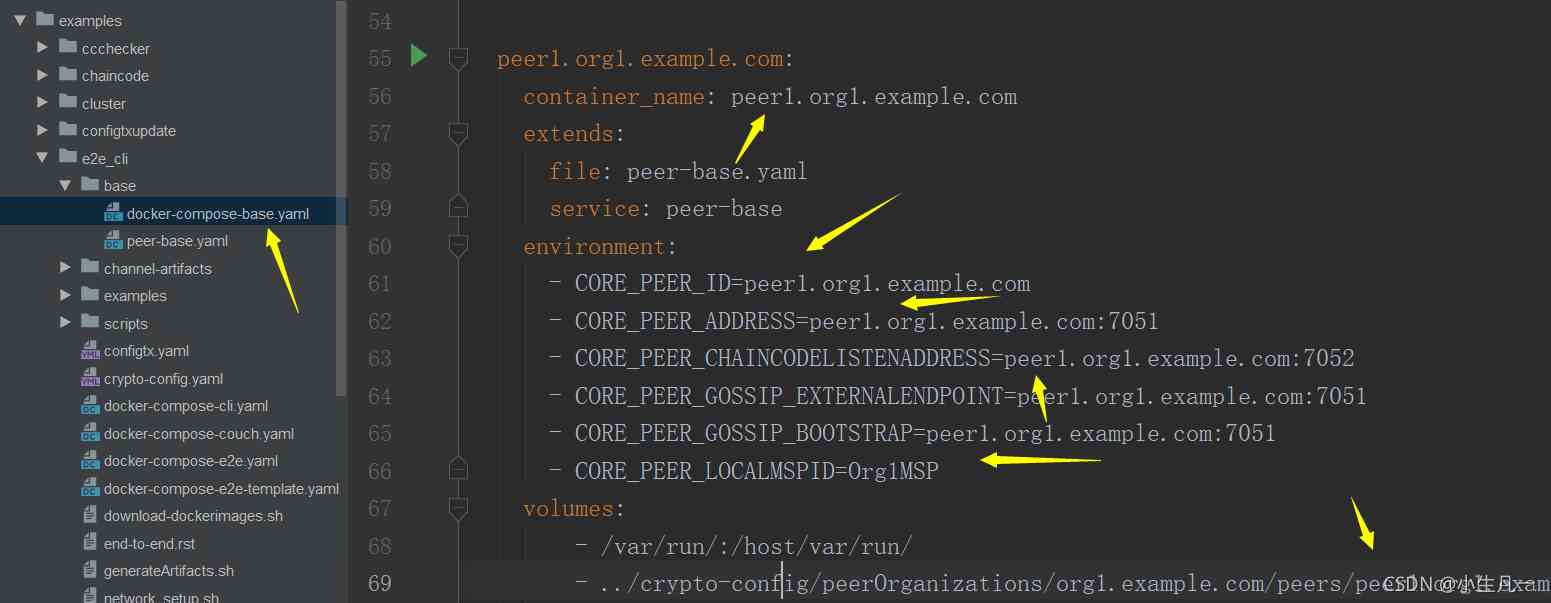 examples
ccchecker
chaincode
cluster
configtxupdate
e2e_cli
base
docker-compose-base.yaml
peer-base.yaml
channel-artifacts
examples
scripts
configtx.yaml
crypto-config.yaml
docker-compose-cli.yaml
docker-compose-couch.yaml
docker-compose-e2e.yaml
docker-compose-e2e-template.yaml
download-dockerimages.sh
end-to-end.rst
generateArtifacts.sh
network_setup.sh
54
55 peer1.org1.example.com:
56 container_name: peer1.org1.example.com
57 extends:
58 file: peer-base.yaml
59 service: peer-base
60 environment:
61 - CORE_PEER_ID=peer1.org1.example.com
62 - CORE_PEER_ADDRESS=peer1.org1.example.com:7051
63 - CORE_PEER_CHAINCODELISTENADDRESS=peer1.org1.example.com:7052
64 - CORE_PEER_GOSSIP_EXTERNALENDPOINT=peer1.org1.example.com:7051
65 - CORE_PEER_GOSSIP_BOOTSTRAP=peer1.org1.example.com:7051
66 - CORE_PEER_LOCALMSPID=Org1MSP
67 volumes:
68 - /var/run/:/host/var/run/
69 - ../crypto-config/peerOrganizations/org1.example.com/peers/
CSDN @小生凡一